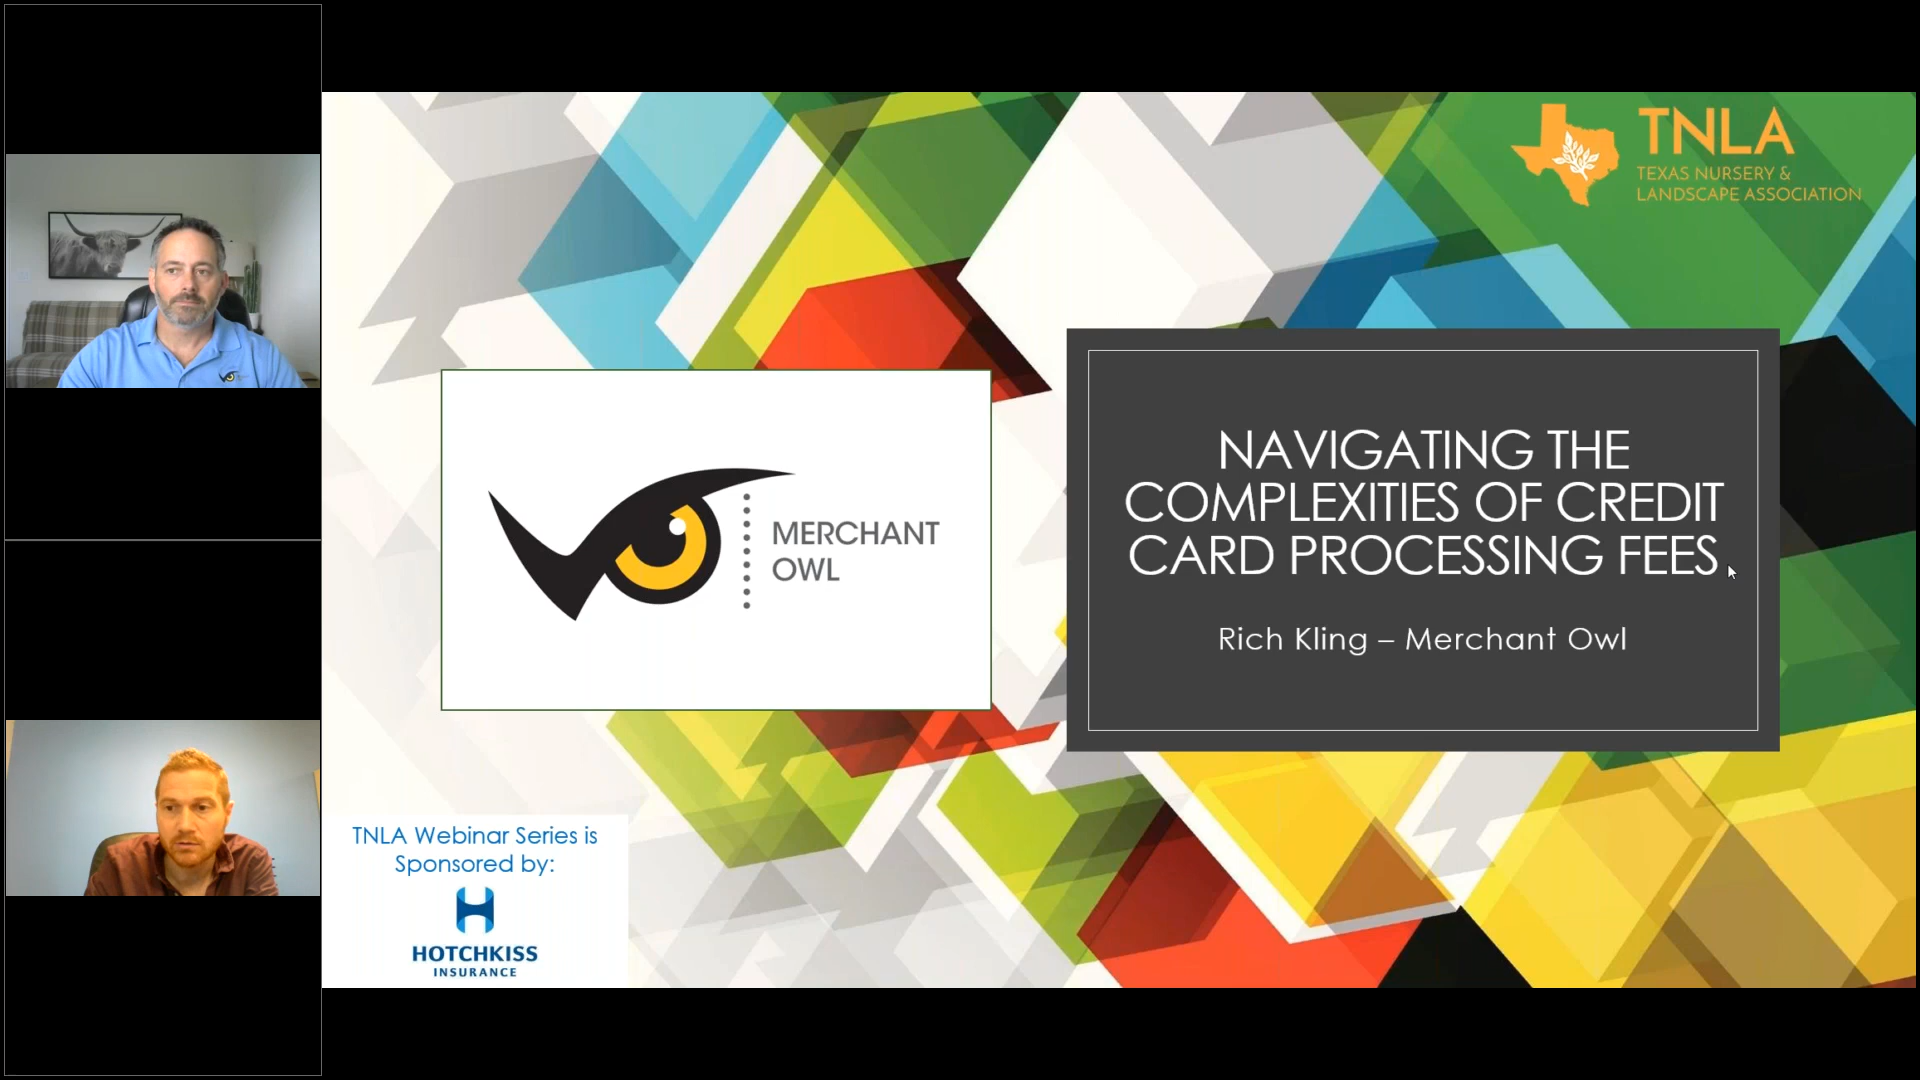 TNLA
TEXAS NURSERY &
LANDSCAPE ASSOCIATION
MERCHANT
OWL
NAVIGATING THE
COMPLEXITIES OF CREDIT
CARD PROCESSING FEES
Rich Kling – Merchant Owl
TNLA Webinar Series is
Sponsored by:
HOTCHKISS
INSURANCE